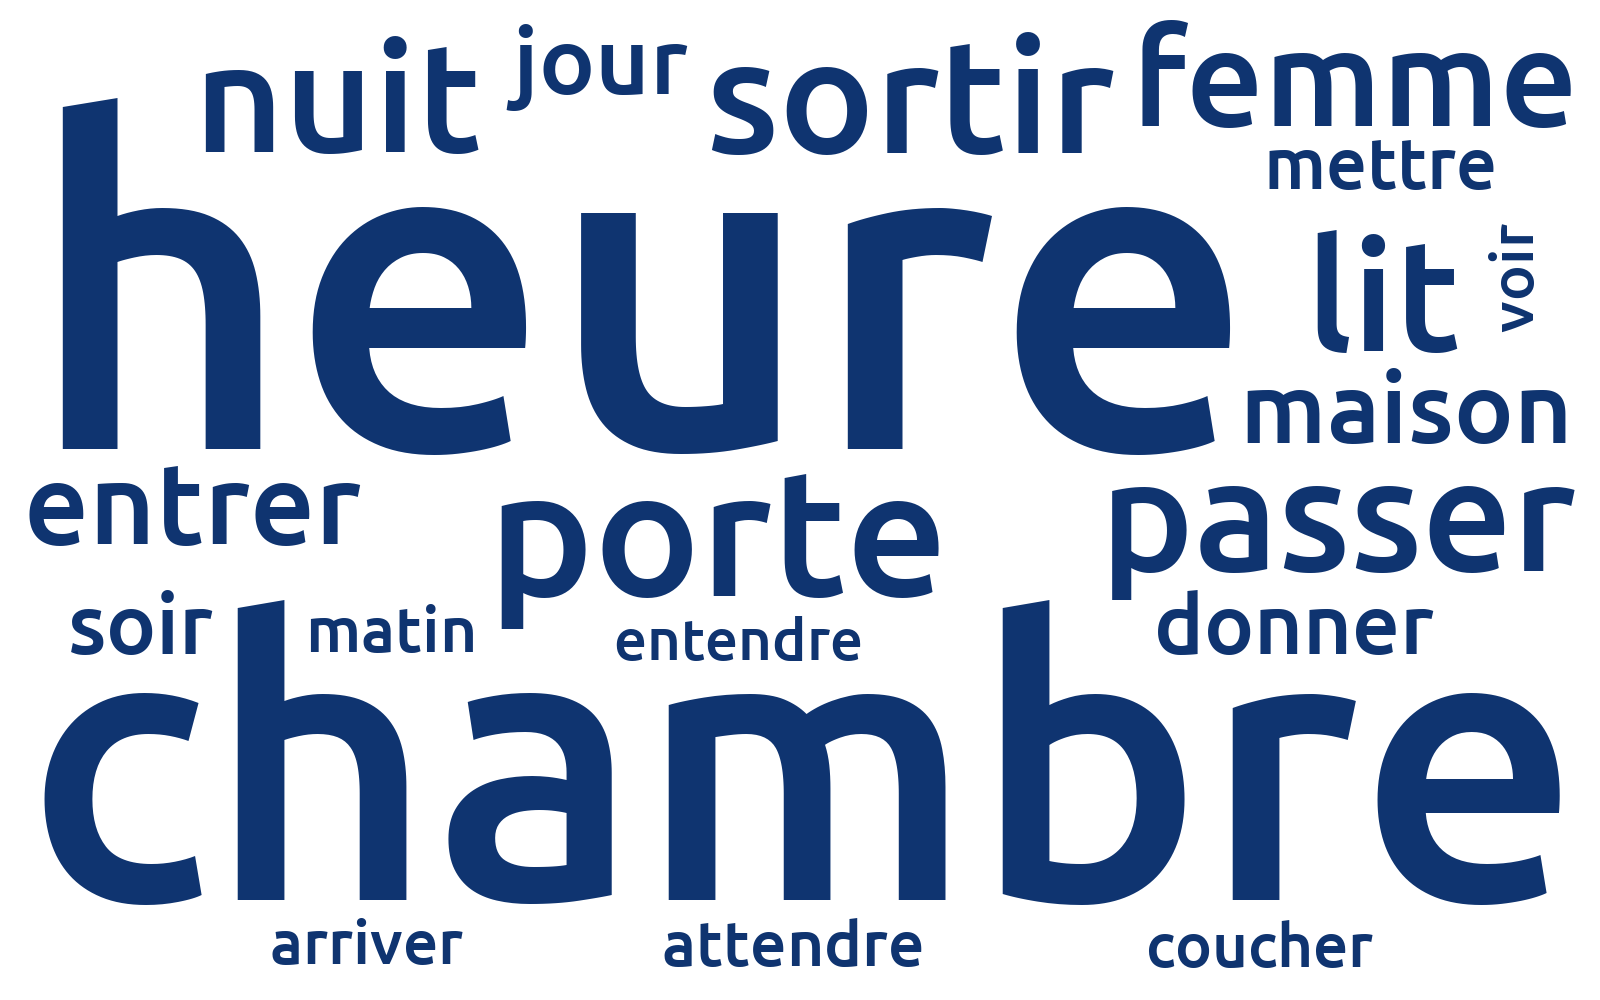 nuit
jour
sortir
femme
mettre
heure
lit
voir
maison
entrer
porte
passer
soir
matin
entendre
donner
chambre
arriver
attendre
coucher